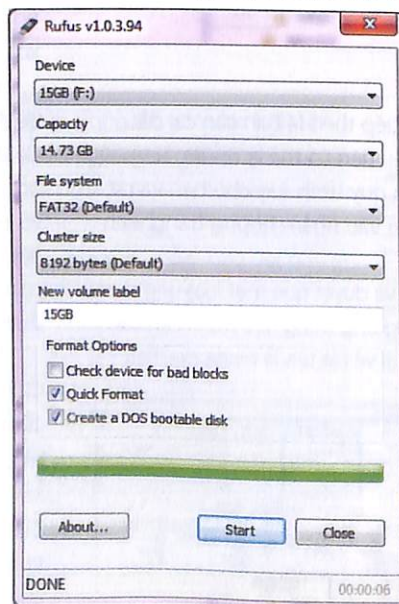 Rufus v1.0.3.94
Device
15GB (F:)
Capacity
14.73 GB
File system
FAT32 (Default)
Cluster size
8192 bytes (Default)
New volume label
15GB
Format Options
Check device for bad blocks
Quick Format
Create a DOS bootable disk
About...
Start
Close
DONE
00:00:06